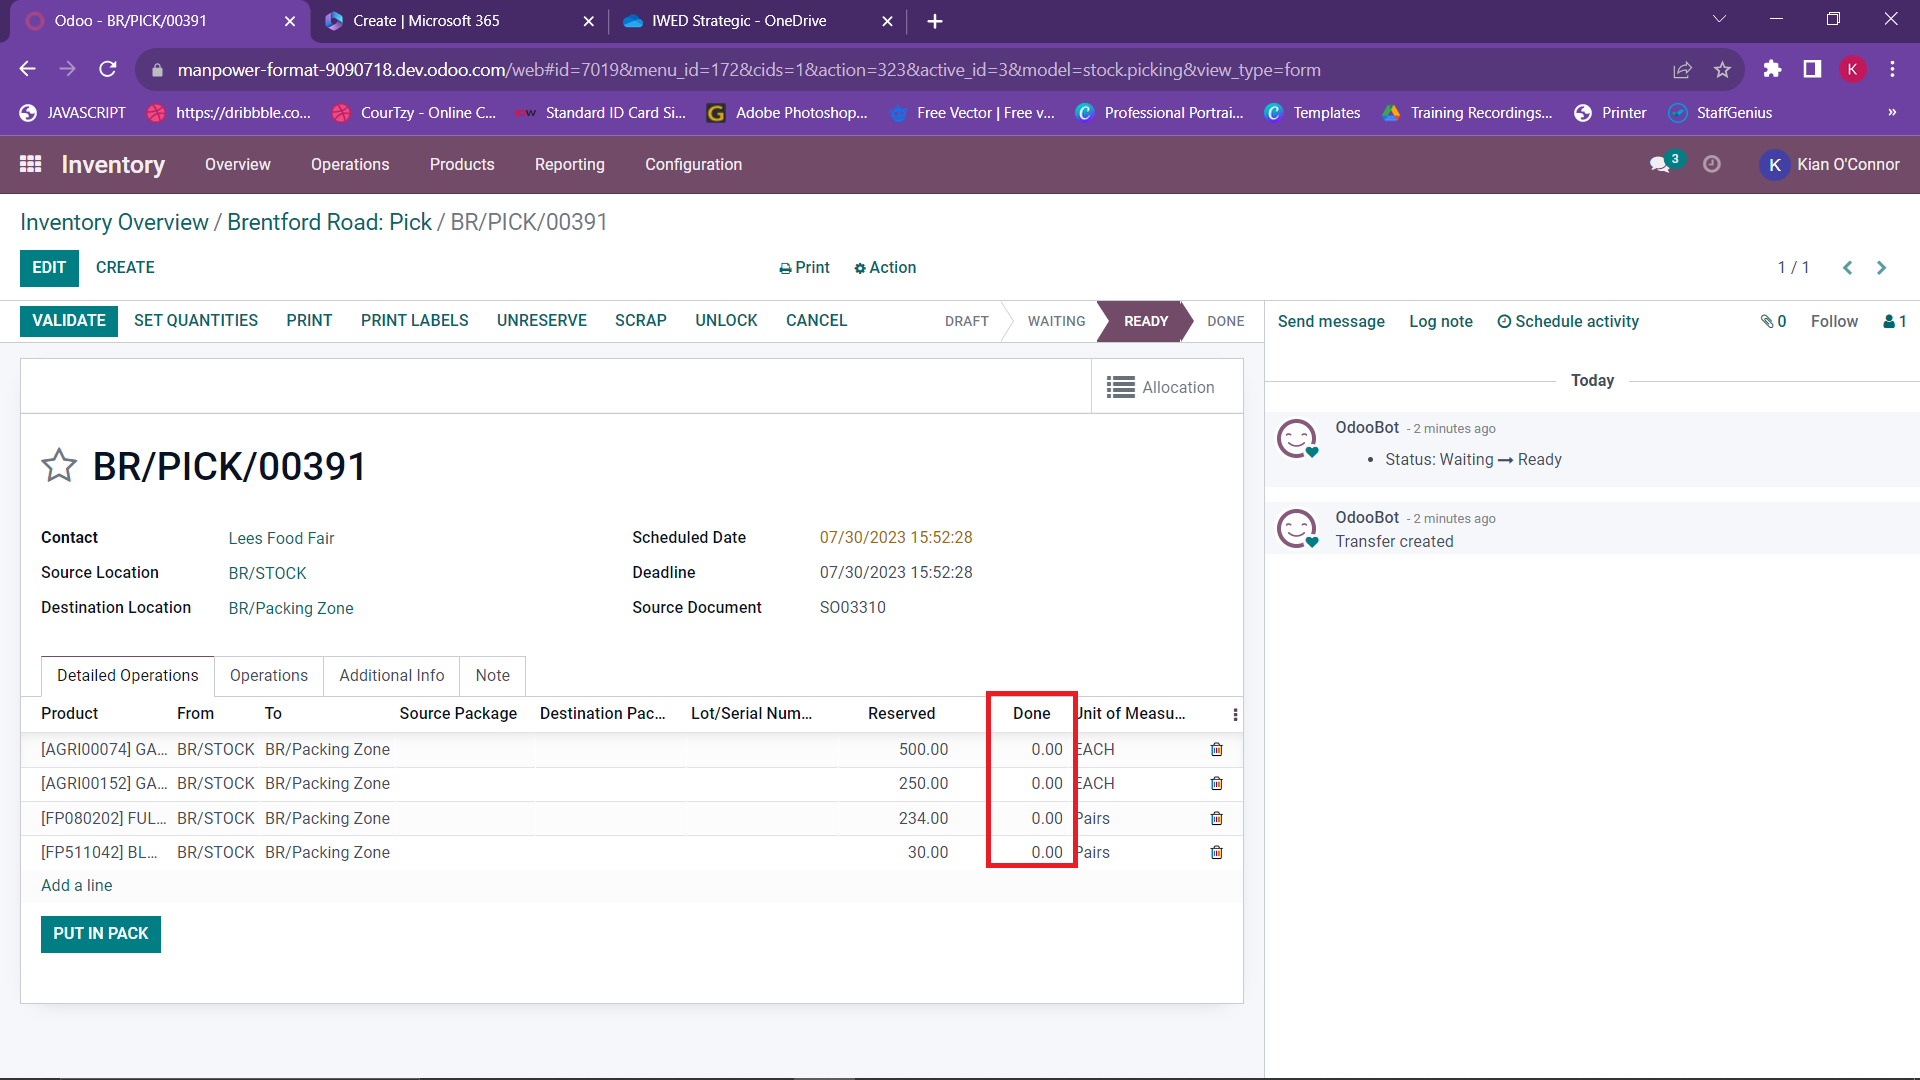 Odoo - BR/PICK/00391
Create | Microsoft 365
IWED Strategic - OneDrive
manpower-format-9090718.dev.odoo.com/web#id=7019&menu_id=172&cids=1&action=323&active_id=3&model=stock.picking&view_type=form
K
JAVASCRIPT
https://dribbble.co...
CourTzy - Online C...
Standard ID Card Si...
Adobe Photoshop,...
Free Vector | Free v...
Professional Portrai...
Templates
Training Recordings...
Printer
StaffGenius
»
Inventory
Overview
Operations
Products
Reporting
Configuration
3
K
Kian O'Connor
Inventory Overview / Brentford Road: Pick / BR/PICK/00391
EDIT CREATE
Print Action
1 / 1
VALIDATE SET QUANTITIES PRINT PRINT LABELS UNRESERVE SCRAP UNLOCK CANCEL
DRAFT WAITING READY DONE
Send message Log note Schedule activity
0 Follow 1
Allocation
Today
OdooBot - 2 minutes ago
• Status: Waiting → Ready
OdooBot - 2 minutes ago
Transfer created
BR/PICK/00391
Contact Lees Food Fair
Source Location BR/STOCK
Destination Location BR/Packing Zone
Scheduled Date 07/30/2023 15:52:28
Deadline 07/30/2023 15:52:28
Source Document SO03310
Detailed Operations Operations Additional Info Note
Product From To Source Package Destination Pac... Lot/Serial Num... Reserved Done Unit of Measu...
[AGRI00074] GA... BR/STOCK BR/Packing Zone 500.00 0.00 EACH
[AGRI00152] GA... BR/STOCK BR/Packing Zone 250.00 0.00 EACH
[FP080202] FUL... BR/STOCK BR/Packing Zone 234.00 0.00 Pairs
[FP511042] BL... BR/STOCK BR/Packing Zone 30.00 0.00 Pairs
Add a line
PUT IN PACK